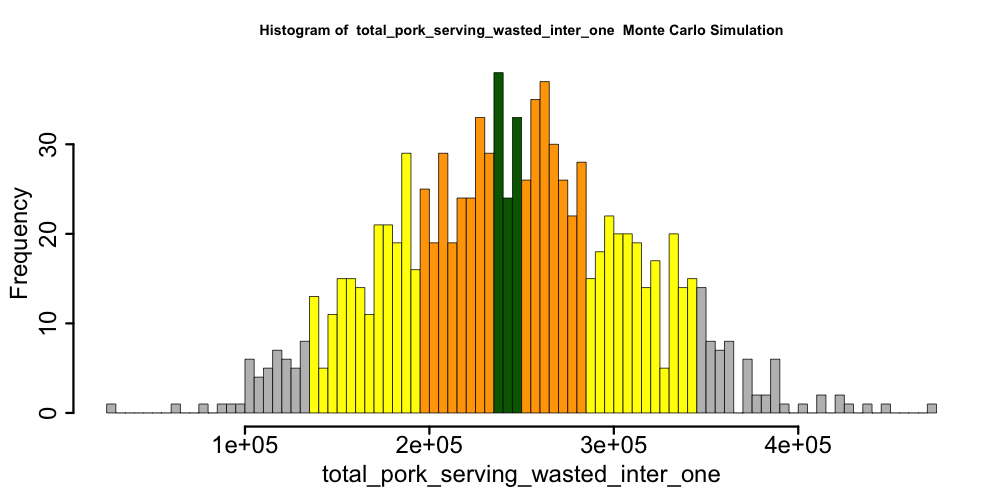 Histogram of total_pork_serving_wasted_inter_one Monte Carlo Simulation
Frequency
30
20
10
0
1e+05 2e+05 3e+05 4e+05
total_pork_serving_wasted_inter_one